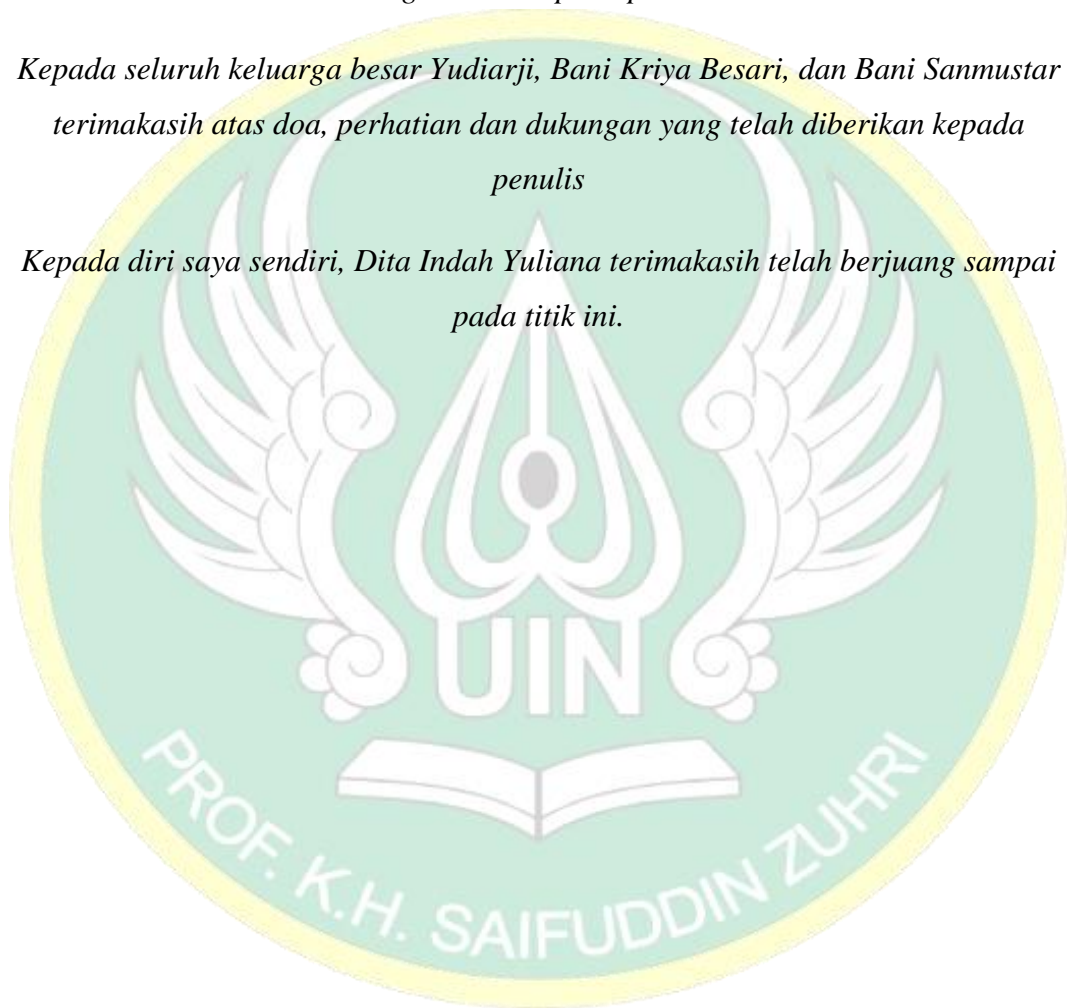 Kepada seluruh keluarga besar Yudiarji, Bani Kriya Besari, dan Bani Sanmustar
terimakasih atas doa, perhatian dan dukungan yang telah diberikan kepada
penulis
Kepada diri saya sendiri, Dita Indah Yuliana terimakasih telah berjuang sampai
pada titik ini.
UIN
PROF. K.H. SAIFUDDIN ZUHRI